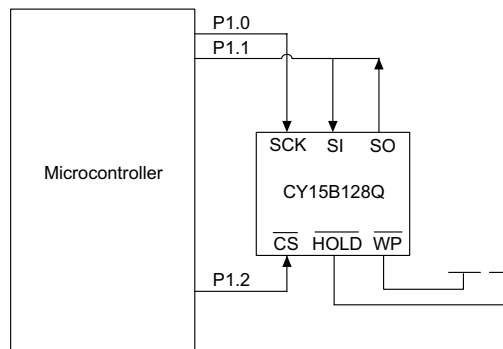 P1.0
P1.1
SCK SI SO
Microcontroller
CY15B128Q
CS HOLD WP
P1.2